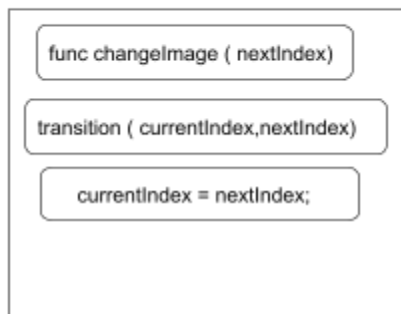 func changeImage ( nextIndex)
transition ( currentIndex,nextIndex)
currentIndex = nextIndex;